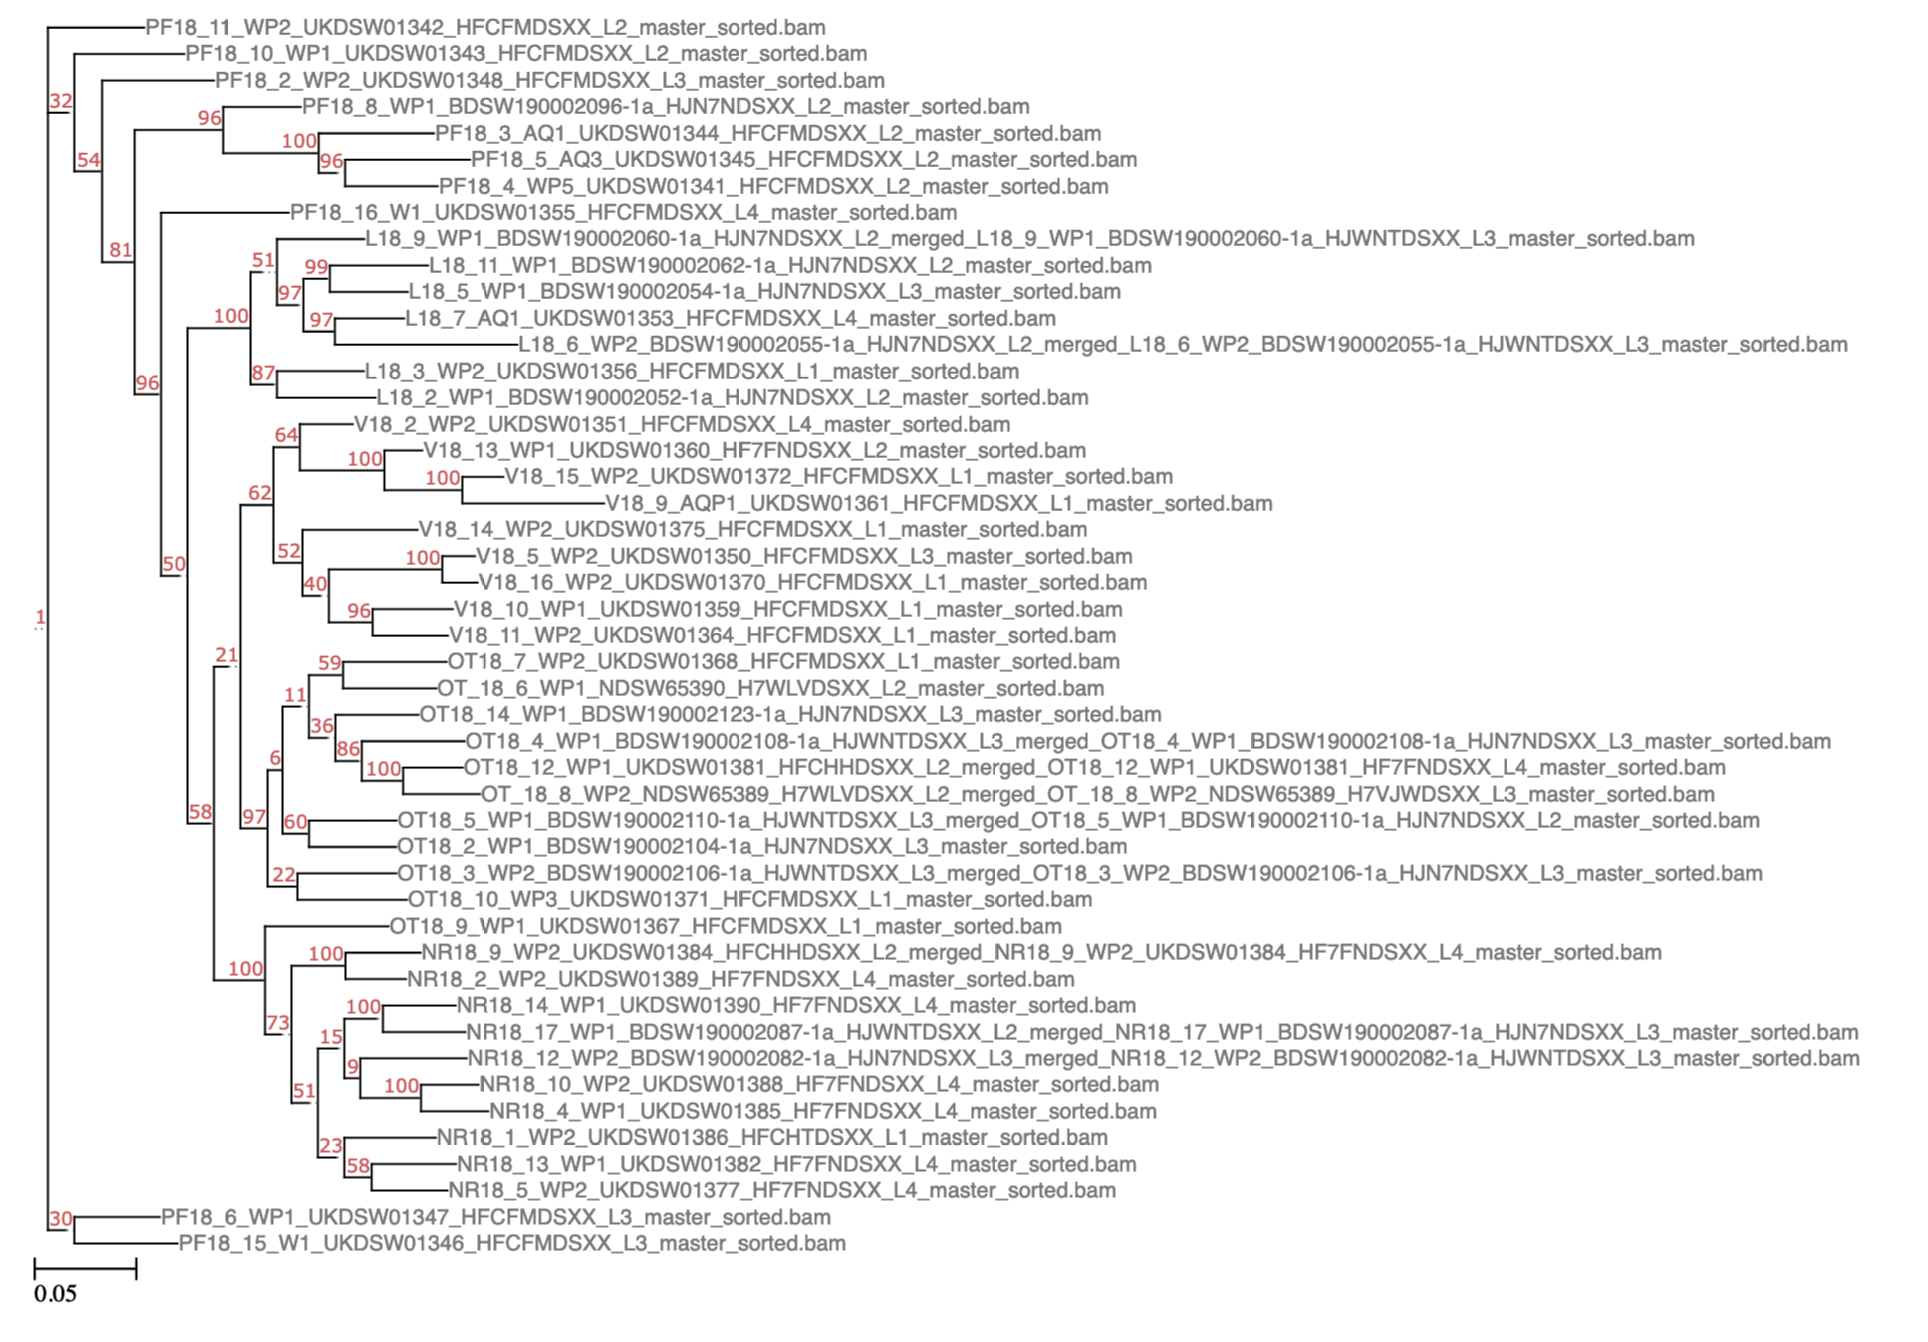 PF18_11_WP2_UKDSW01342_HFCFMDSXX_L2_master_sorted.bam
PF18_10_WP1_UKDSW01343_HFCFMDSXX_L2_master_sorted.bam
PF18_2_WP2_UKDSW01348_HFCFMDSXX_L3_master_sorted.bam
32
PF18_8_WP1_BDSW190002096-1a_HJN7NDSXX_L2_master_sorted.bam
96
PF18_3_AQ1_UKDSW01344_HFCFMDSXX_L2_master_sorted.bam
100
54
96
PF18_5_AQ3_UKDSW01345_HFCFMDSXX_L2_master_sorted.bam
PF18_4_WP5_UKDSW01341_HFCFMDSXX_L2_master_sorted.bam
PF18_16_W1_UKDSW01355_HFCFMDSXX_L4_master_sorted.bam
81
L18_9_WP1_BDSW190002060-1a_HJN7NDSXX_L2_merged_L18_9_WP1_BDSW190002060-1a_HJWNTDSXX_L3_master_sorted.bam
51
99
L18_11_WP1_BDSW190002062-1a_HJN7NDSXX_L2_master_sorted.bam
97
L18_5_WP1_BDSW190002054-1a_HJN7NDSXX_L3_master_sorted.bam
100
97
L18_7_AQ1_UKDSW01353_HFCFMDSXX_L4_master_sorted.bam
L18_6_WP2_BDSW190002055-1a_HJN7NDSXX_L2_merged_L18_6_WP2_BDSW190002055-1a_HJWNTDSXX_L3_master_sorted.bam
96
87
L18_3_WP2_UKDSW01356_HFCFMDSXX_L1_master_sorted.bam
L18_2_WP1_BDSW190002052-1a_HJN7NDSXX_L2_master_sorted.bam
64
V18_2_WP2_UKDSW01351_HFCFMDSXX_L4_master_sorted.bam
100
V18_13_WP1_UKDSW01360_HF7FNDSXX_L2_master_sorted.bam
100
V18_15_WP2_UKDSW01372_HFCFMDSXX_L1_master_sorted.bam
62
V18_9_AQP1_UKDSW01361_HFCFMDSXX_L1_master_sorted.bam
V18_14_WP2_UKDSW01375_HFCFMDSXX_L1_master_sorted.bam
50
52
100
V18_5_WP2_UKDSW01350_HFCFMDSXX_L3_master_sorted.bam
40
V18_16_WP2_UKDSW01370_HFCFMDSXX_L1_master_sorted.bam
1
96
V18_10_WP1_UKDSW01359_HFCFMDSXX_L1_master_sorted.bam
V18_11_WP2_UKDSW01364_HFCFMDSXX_L1_master_sorted.bam
21
59
OT18_7_WP2_UKDSW01368_HFCFMDSXX_L1_master_sorted.bam
11
OT_18_6_WP1_NDSW65390_H7WLVDSXX_L2_master_sorted.bam
36
OT18_14_WP1_BDSW190002123-1a_HJN7NDSXX_L3_master_sorted.bam
6
86
OT18_4_WP1_BDSW190002108-1a_HJWNTDSXX_L3_merged_OT18_4_WP1_BDSW190002108-1a_HJN7NDSXX_L3_master_sorted.bam
100
OT18_12_WP1_UKDSW01381_HFCHHDSXX_L2_merged_OT18_12_WP1_UKDSW01381_HF7FNDSXX_L4_master_sorted.bam
OT_18_8_WP2_NDSW65389_H7WLVDSXX_L2_merged_OT_18_8_WP2_NDSW65389_H7VJWDSXX_L3_master_sorted.bam
58
97
60
OT18_5_WP1_BDSW190002110-1a_HJWNTDSXX_L3_merged_OT18_5_WP1_BDSW190002110-1a_HJN7NDSXX_L2_master_sorted.bam
OT18_2_WP1_BDSW190002104-1a_HJN7NDSXX_L3_master_sorted.bam
22
OT18_3_WP2_BDSW190002106-1a_HJWNTDSXX_L3_merged_OT18_3_WP2_BDSW190002106-1a_HJN7NDSXX_L3_master_sorted.bam
OT18_10_WP3_UKDSW01371_HFCFMDSXX_L1_master_sorted.bam
OT18_9_WP1_UKDSW01367_HFCFMDSXX_L1_master_sorted.bam
100
100
NR18_9_WP2_UKDSW01384_HFCHHDSXX_L2_merged_NR18_9_WP2_UKDSW01384_HF7FNDSXX_L4_master_sorted.bam
NR18_2_WP2_UKDSW01389_HF7FNDSXX_L4_master_sorted.bam
73
100
NR18_14_WP1_UKDSW01390_HF7FNDSXX_L4_master_sorted.bam
15
NR18_17_WP1_BDSW190002087-1a_HJWNTDSXX_L2_merged_NR18_17_WP1_BDSW190002087-1a_HJN7NDSXX_L3_master_sorted.bam
9
NR18_12_WP2_BDSW190002082-1a_HJN7NDSXX_L3_merged_NR18_12_WP2_BDSW190002082-1a_HJWNTDSXX_L3_master_sorted.bam
51
100
NR18_10_WP2_UKDSW01388_HF7FNDSXX_L4_master_sorted.bam
NR18_4_WP1_UKDSW01385_HF7FNDSXX_L4_master_sorted.bam
23
NR18_1_WP2_UKDSW01386_HFCHTDSXX_L1_master_sorted.bam
58
NR18_13_WP1_UKDSW01382_HF7FNDSXX_L4_master_sorted.bam
NR18_5_WP2_UKDSW01377_HF7FNDSXX_L4_master_sorted.bam
30
PF18_6_WP1_UKDSW01347_HFCFMDSXX_L3_master_sorted.bam
PF18_15_W1_UKDSW01346_HFCFMDSXX_L3_master_sorted.bam
0.05